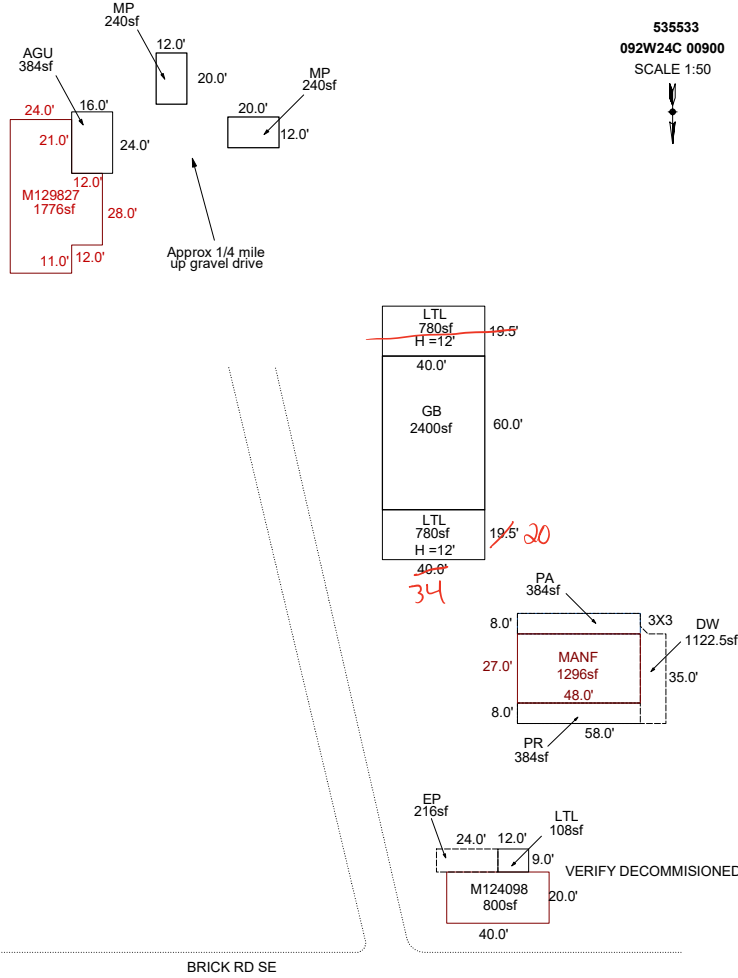 MP
240sf
12.0'
20.0'
AGU
384sf
16.0'
24.0'
MP
240sf
20.0'
12.0'
535533
092W24C 00900
SCALE 1:50
24.0'
21.0'
12.0'
M129827
1776sf
28.0'
11.0'
12.0'
Approx 1/4 mile
up gravel drive
LTL
780sf
H =12'
19.5'
40.0'
GB
2400sf
60.0'
LTL
780sf
H =12'
19.5'
20
40.0'
34
PA
384sf
8.0'
3X3
DW
1122.5sf
27.0'
MANF
1296sf
48.0'
35.0'
8.0'
58.0'
PR
384sf
EP
216sf
LTL
108sf
24.0'
12.0'
9.0'
VERIFY DECOMMISIONED
M124098
800sf
20.0'
40.0'
BRICK RD SE